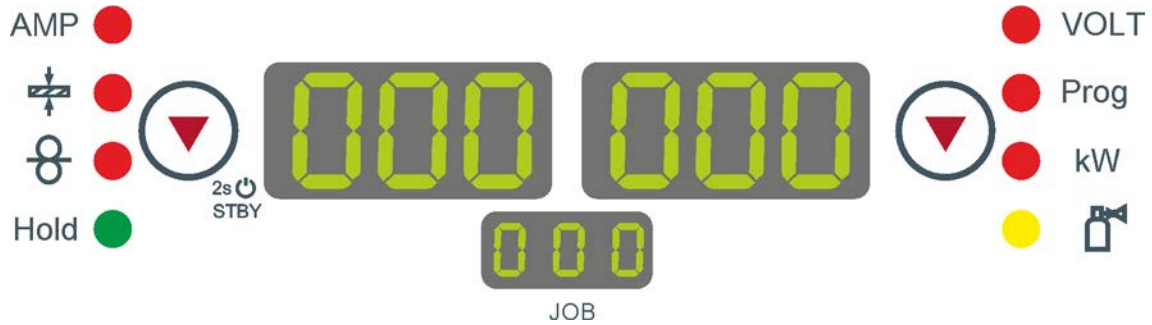 AMP
VOLT
000
000
Prog
kW
2s
STBY
Hold
000
JOB